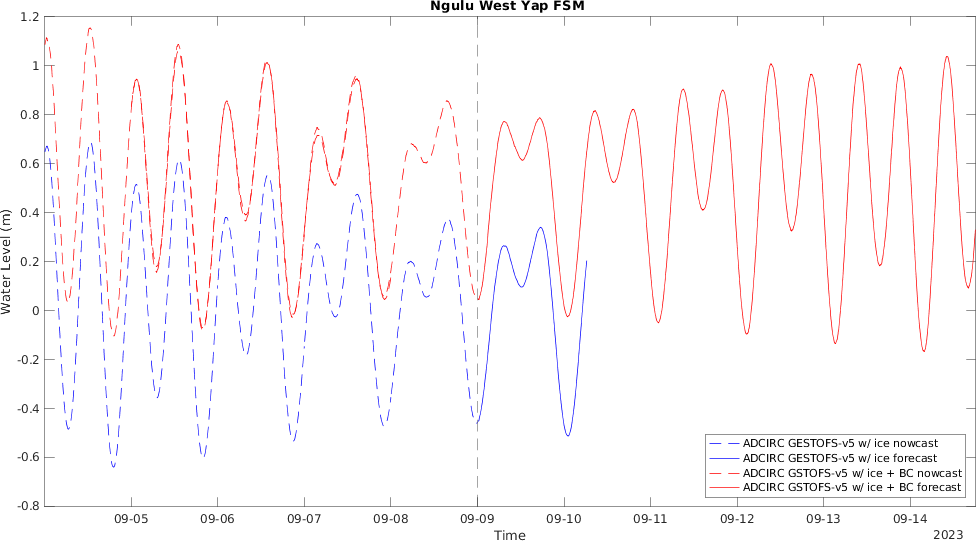 Ngulu West Yap FSM
1.2
1
0.8
0.6
0.4
0.2
0
-0.2
-0.4
-0.6
-0.8
Water Level (m)
ADCIRC GESTOFS-v5 w/ ice nowcast
ADCIRC GESTOFS-v5 w/ ice forecast
ADCIRC GSTOFS-v5 w/ ice + BC nowcast
ADCIRC GSTOFS-v5 w/ ice + BC forecast
09-05 09-06 09-07 09-08 09-09 09-10 09-11 09-12 09-13 09-14
Time
2023